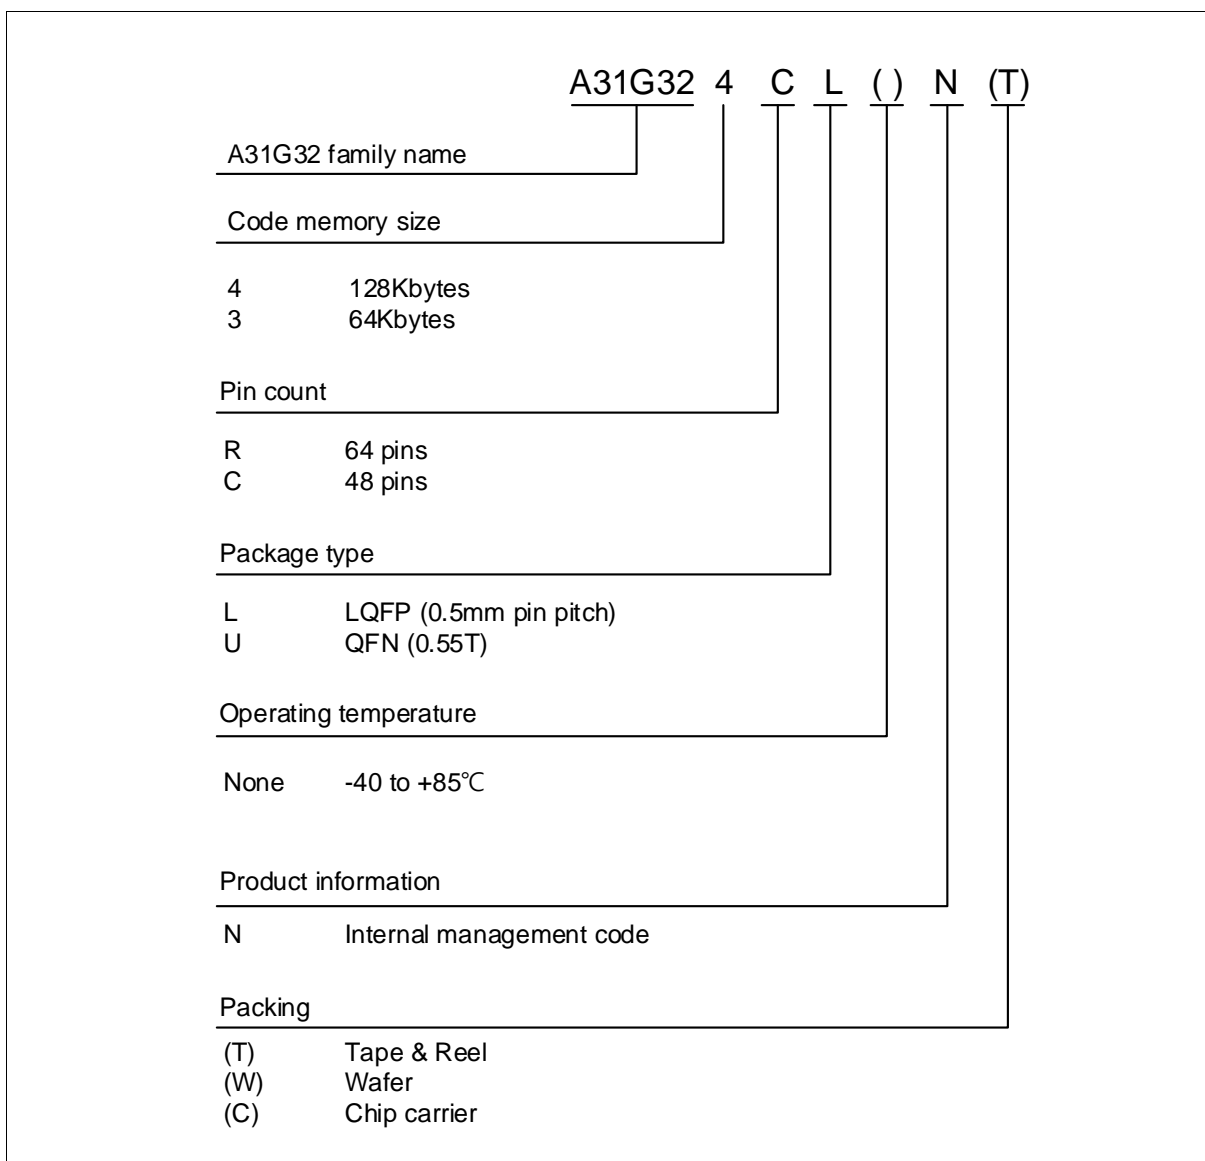 A31G32 4 C L ( ) N (T)
A31G32 family name
Code memory size
4 128Kbytes
3 64Kbytes
Pin count
R 64 pins
C 48 pins
Package type
L LQFP (0.5mm pin pitch)
U QFN (0.55T)
Operating temperature
None -40 to +85℃
Product information
N Internal management code
Packing
(T) Tape & Reel
(W) Wafer
(C) Chip carrier